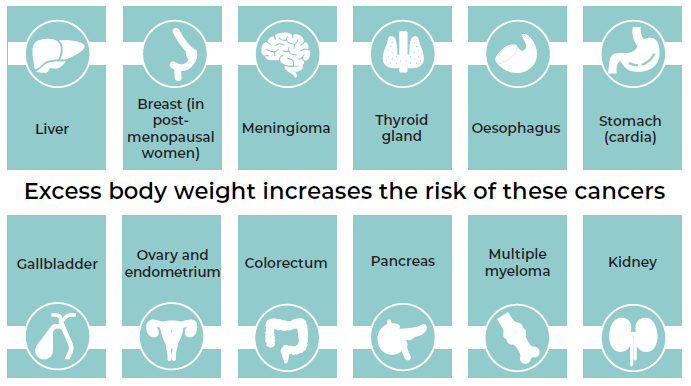 Liver
Breast (in
post-
menopausal
women)
Meningioma
Thyroid
gland
Oesophagus
Stomach
(cardia)
Excess body weight increases the risk of these cancers
Gallbladder
Ovary and
endometrium
Colorectum
Pancreas
Multiple
myeloma
Kidney